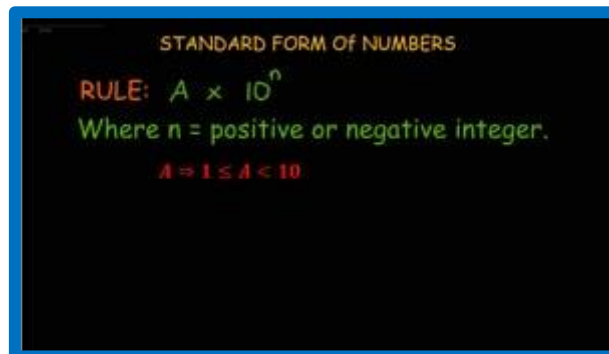 STANDARD FORM Of NUMBERS
RULE: A × 10ⁿ
Where n = positive or negative integer.
A ⇒ 1 ≤ A < 10